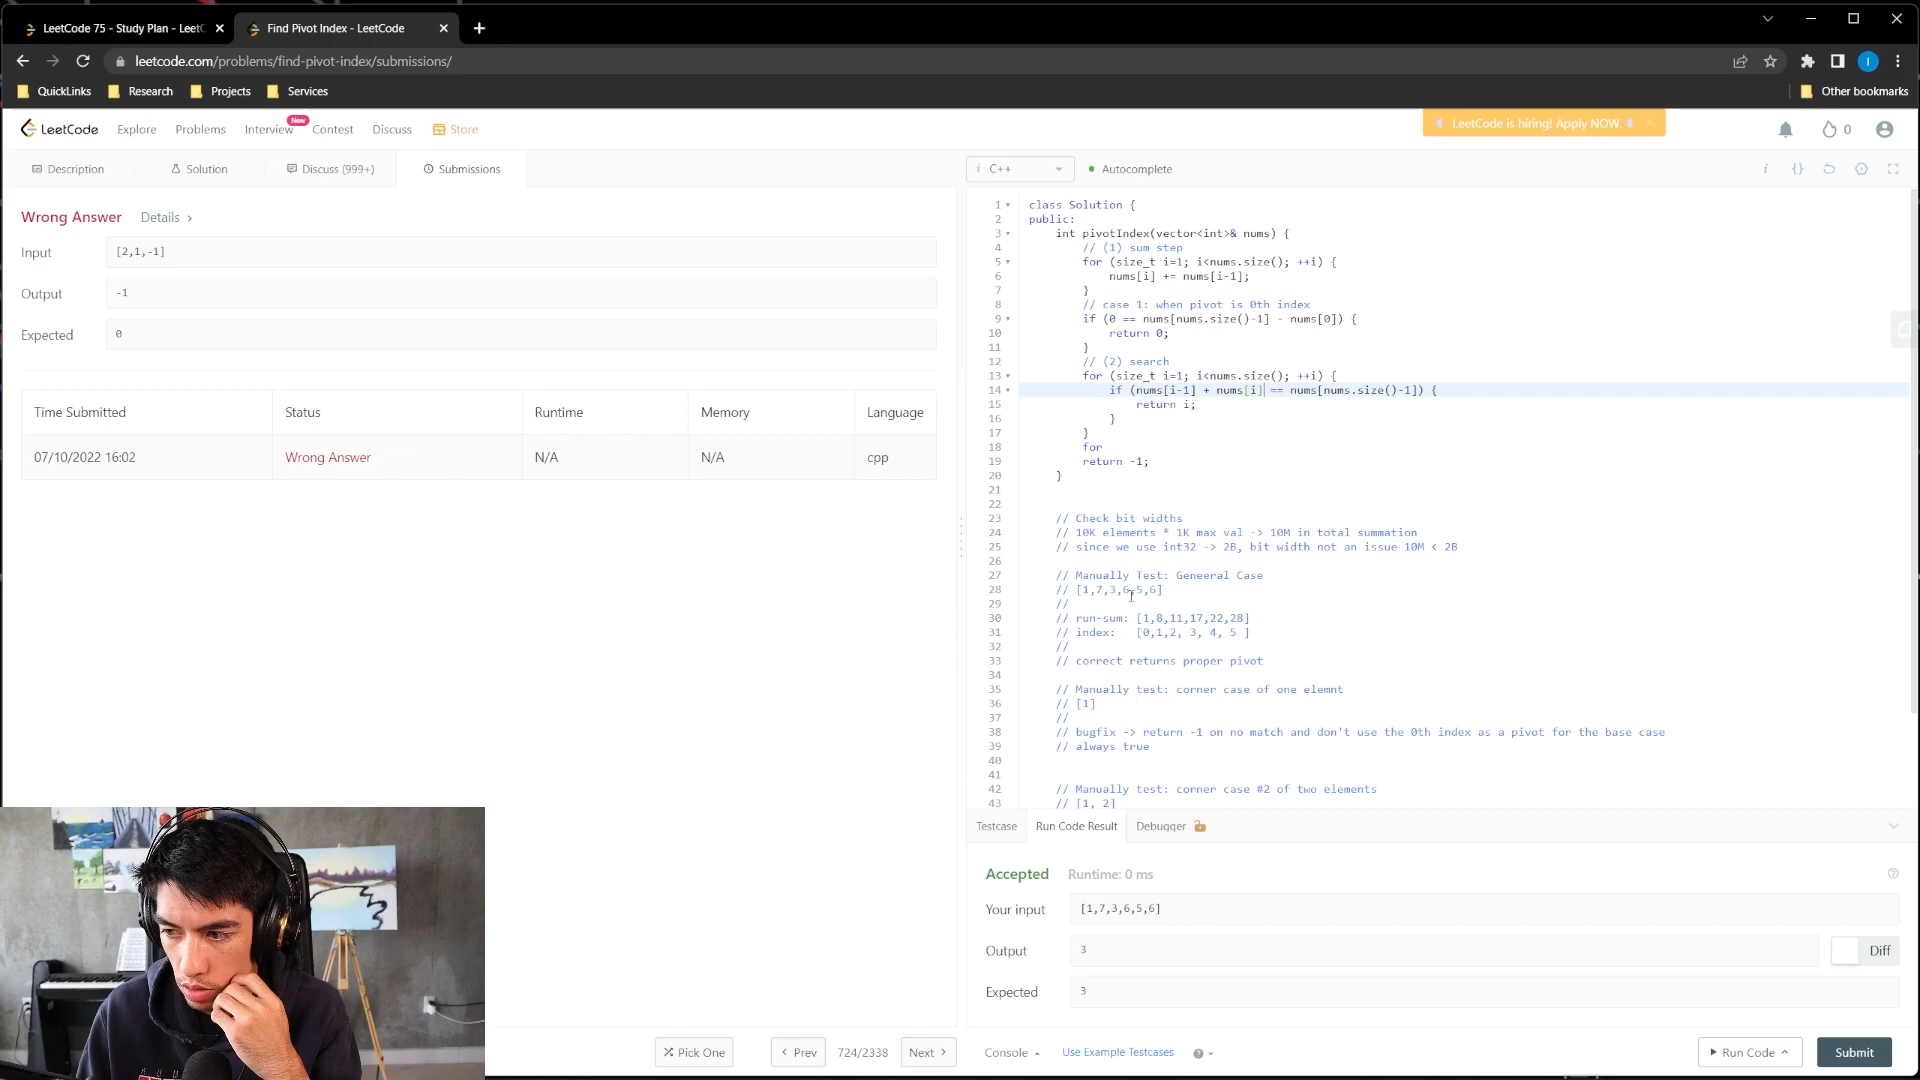 LeetCode 75 - Study Plan - LeetC
Find Pivot Index - LeetCode
leetcode.com/problems/find-pivot-index/submissions/
QuickLinks
Research
Projects
Services
Other bookmarks
LeetCode
Explore
Problems
Interview
New
Contest
Discuss
Store
LeetCode is hiring! Apply NOW.
0
Description
Solution
Discuss (999+)
Submissions
i C++
Autocomplete
Wrong Answer
Details >
Input
[2,1,-1]
Output
-1
Expected
0
Time Submitted
Status
Runtime
Memory
Language
07/10/2022 16:02
Wrong Answer
N/A
N/A
cpp
1 class Solution {
2 public:
3 int pivotIndex(vector<int>& nums) {
4 // (1) sum step
5 for (size_t i=1; i<nums.size(); ++i) {
6 nums[i] += nums[i-1];
7 }
8 // case 1: when pivot is 0th index
9 if (0 == nums[nums.size()-1] - nums[0]) {
10 return 0;
11 }
12 // (2) search
13 for (size_t i=1; i<nums.size(); ++i) {
14 if (nums[i-1] + nums[i] == nums[nums.size()-1]) {
15 return i;
16 }
17 }
18 for
19 return -1;
20 }
21
22
23 // Check bit widths
24 // 10K elements * 1K max val -> 10M in total summation
25 // since we use int32 -> 2B, bit width not an issue 10M < 2B
26
27 // Manually Test: Geneeral Case
28 // [1,7,3,6,5,6]
29 //
30 // run-sum: [1,8,11,17,22,28]
31 // index: [0,1,2, 3, 4, 5 ]
32 //
33 // correct returns proper pivot
34
35 // Manually test: corner case of one elemnt
36 // [1]
37 //
38 // bugfix -> return -1 on no match and don't use the 0th index as a pivot for the base case
39 // always true
40
41
42 // Manually test: corner case #2 of two elements
43 // [1, 2]
Testcase
Run Code Result
Debugger
Accepted
Runtime: 0 ms
Your input
[1,7,3,6,5,6]
Output
3
Diff
Expected
3
Pick One
< Prev
724/2338
Next >
Console
Use Example Testcases
Run Code
Submit